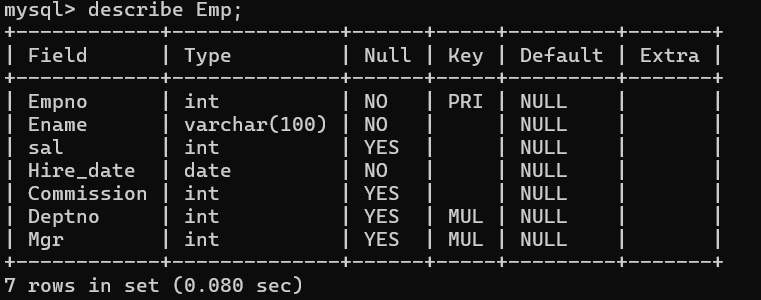 mysql> describe Emp;
+------------+--------------+------+-----+---------+-------+
| Field      | Type         | Null | Key | Default | Extra |
+------------+--------------+------+-----+---------+-------+
| Empno      | int          | NO   | PRI | NULL    |       |
| Ename      | varchar(100) | NO   |     | NULL    |       |
| sal        | int          | YES  |     | NULL    |       |
| Hire_date  | date         | NO   |     | NULL    |       |
| Commission | int          | YES  |     | NULL    |       |
| Deptno     | int          | YES  | MUL | NULL    |       |
| Mgr        | int          | YES  | MUL | NULL    |       |
+------------+--------------+------+-----+---------+-------+
7 rows in set (0.080 sec)